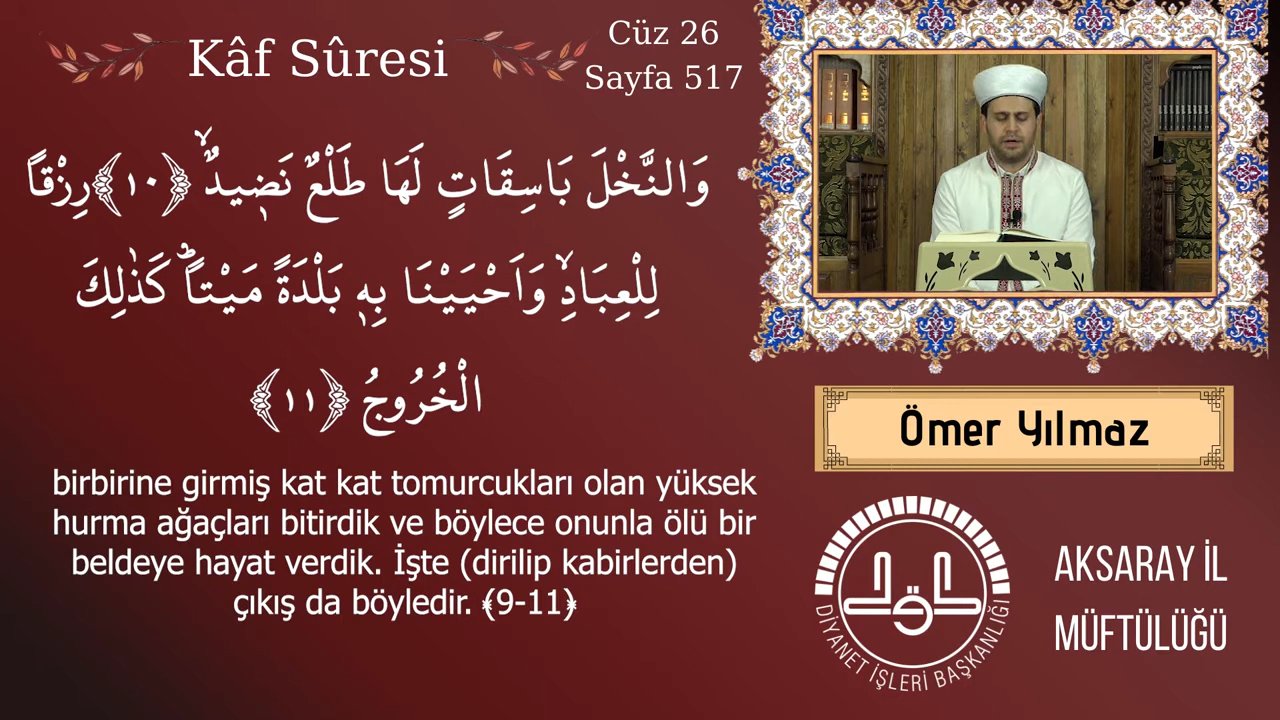 Kâf Sûresi
Cüz 26
Sayfa 517
وَالنَّخْلَ بَاسِقَاتٍ لَهَا طَلْعٌ نَضٖيدٌۙ ﴿١٠﴾ رِزْقاً
لِلْعِبَادِۙ وَاَحْيَيْنَا بِهٖ بَلْدَةً مَيْتاًؕ كَذٰلِكَ
الْخُرُوجُ ﴿١١﴾
birbirine girmiş kat kat tomurcukları olan yüksek
hurma ağaçları bitirdik ve böylece onunla ölü bir
beldeye hayat verdik. İşte (dirilip kabirlerden)
çıkış da böyledir. ﴾9-11﴿
Ömer Yılmaz
DİYANET İŞLERİ BAŞKANLIĞI
AKSARAY İL
MÜFTÜLÜĞÜ